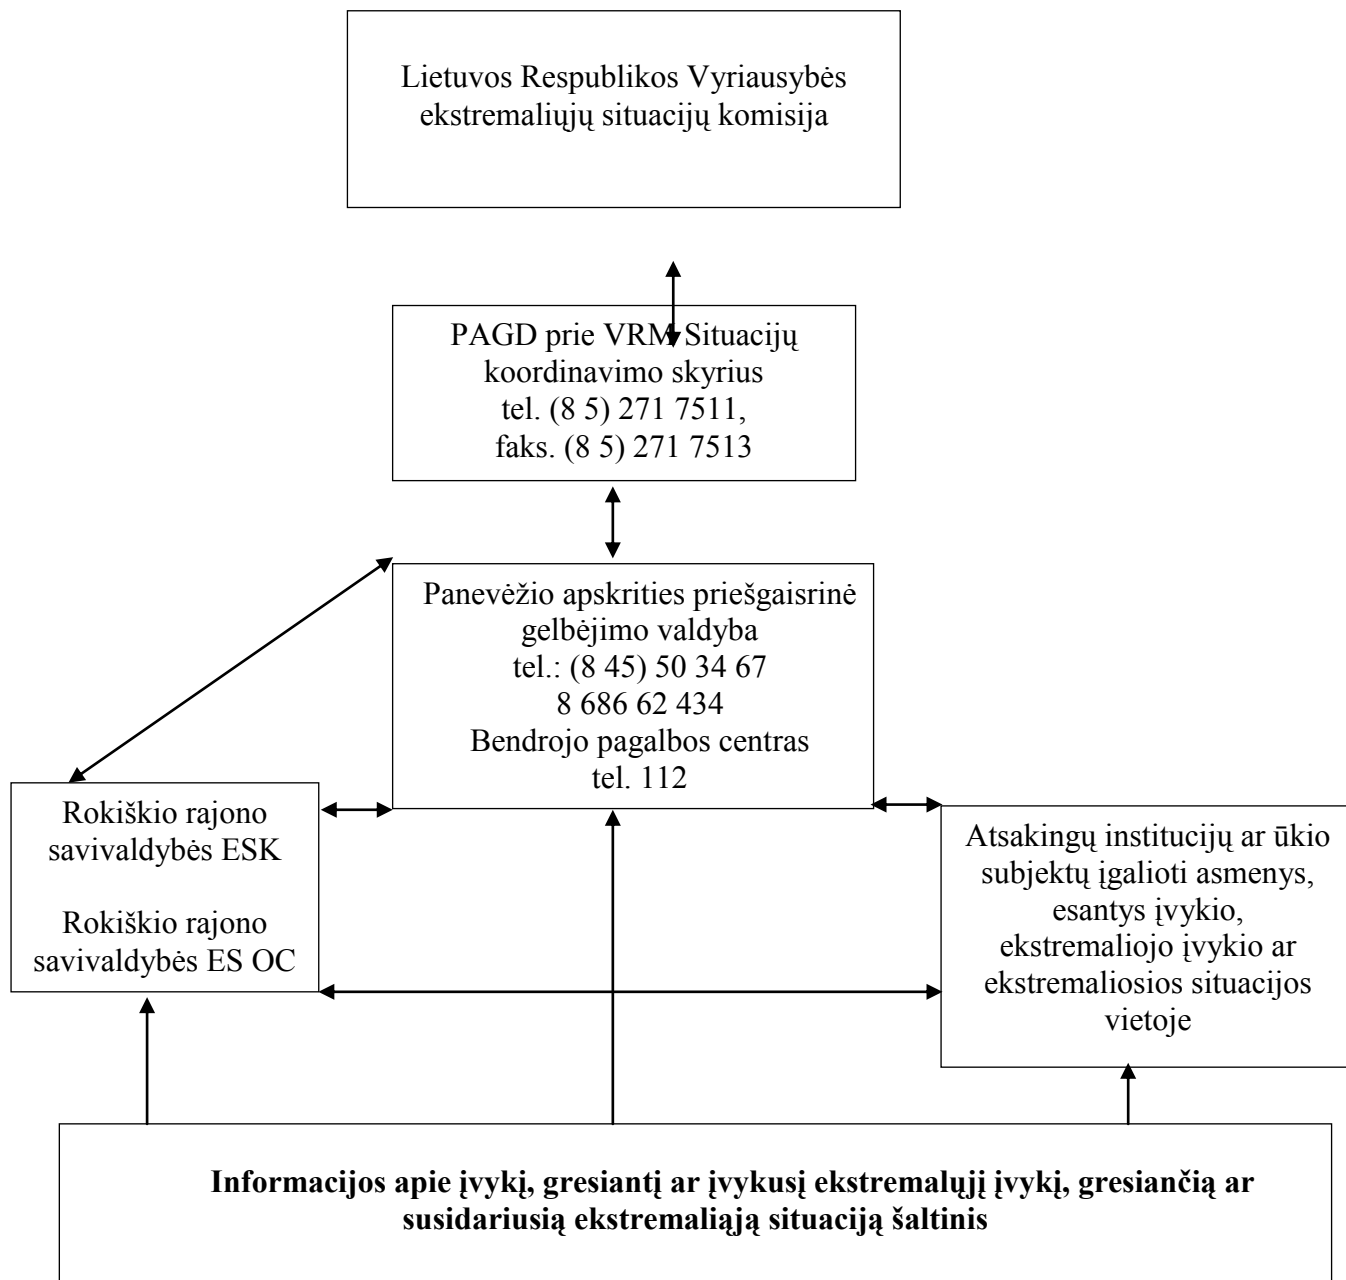 Lietuvos Respublikos Vyriausybės
ekstremaliųjų situacijų komisija
PAGD prie VRM Situacijų
koordinavimo skyrius
tel. (8 5) 271 7511,
faks. (8 5) 271 7513
Panevėžio apskrities priešgaisrinė
gelbėjimo valdyba
tel.: (8 45) 50 34 67
8 686 62 434
Bendrojo pagalbos centras
tel. 112
Rokiškio rajono
savivaldybės ESK
Rokiškio rajono
savivaldybės ES OC
Atsakingų institucijų ar ūkio
subjektų įgalioti asmenys,
esantys įvykio,
ekstremaliojo įvykio ar
ekstremaliosios situacijos
vietoje
Informacijos apie įvykį, gresiantį ar įvykusį ekstremalųjį įvykį, gresiančią ar
susidariusią ekstremaliąją situaciją šaltinis